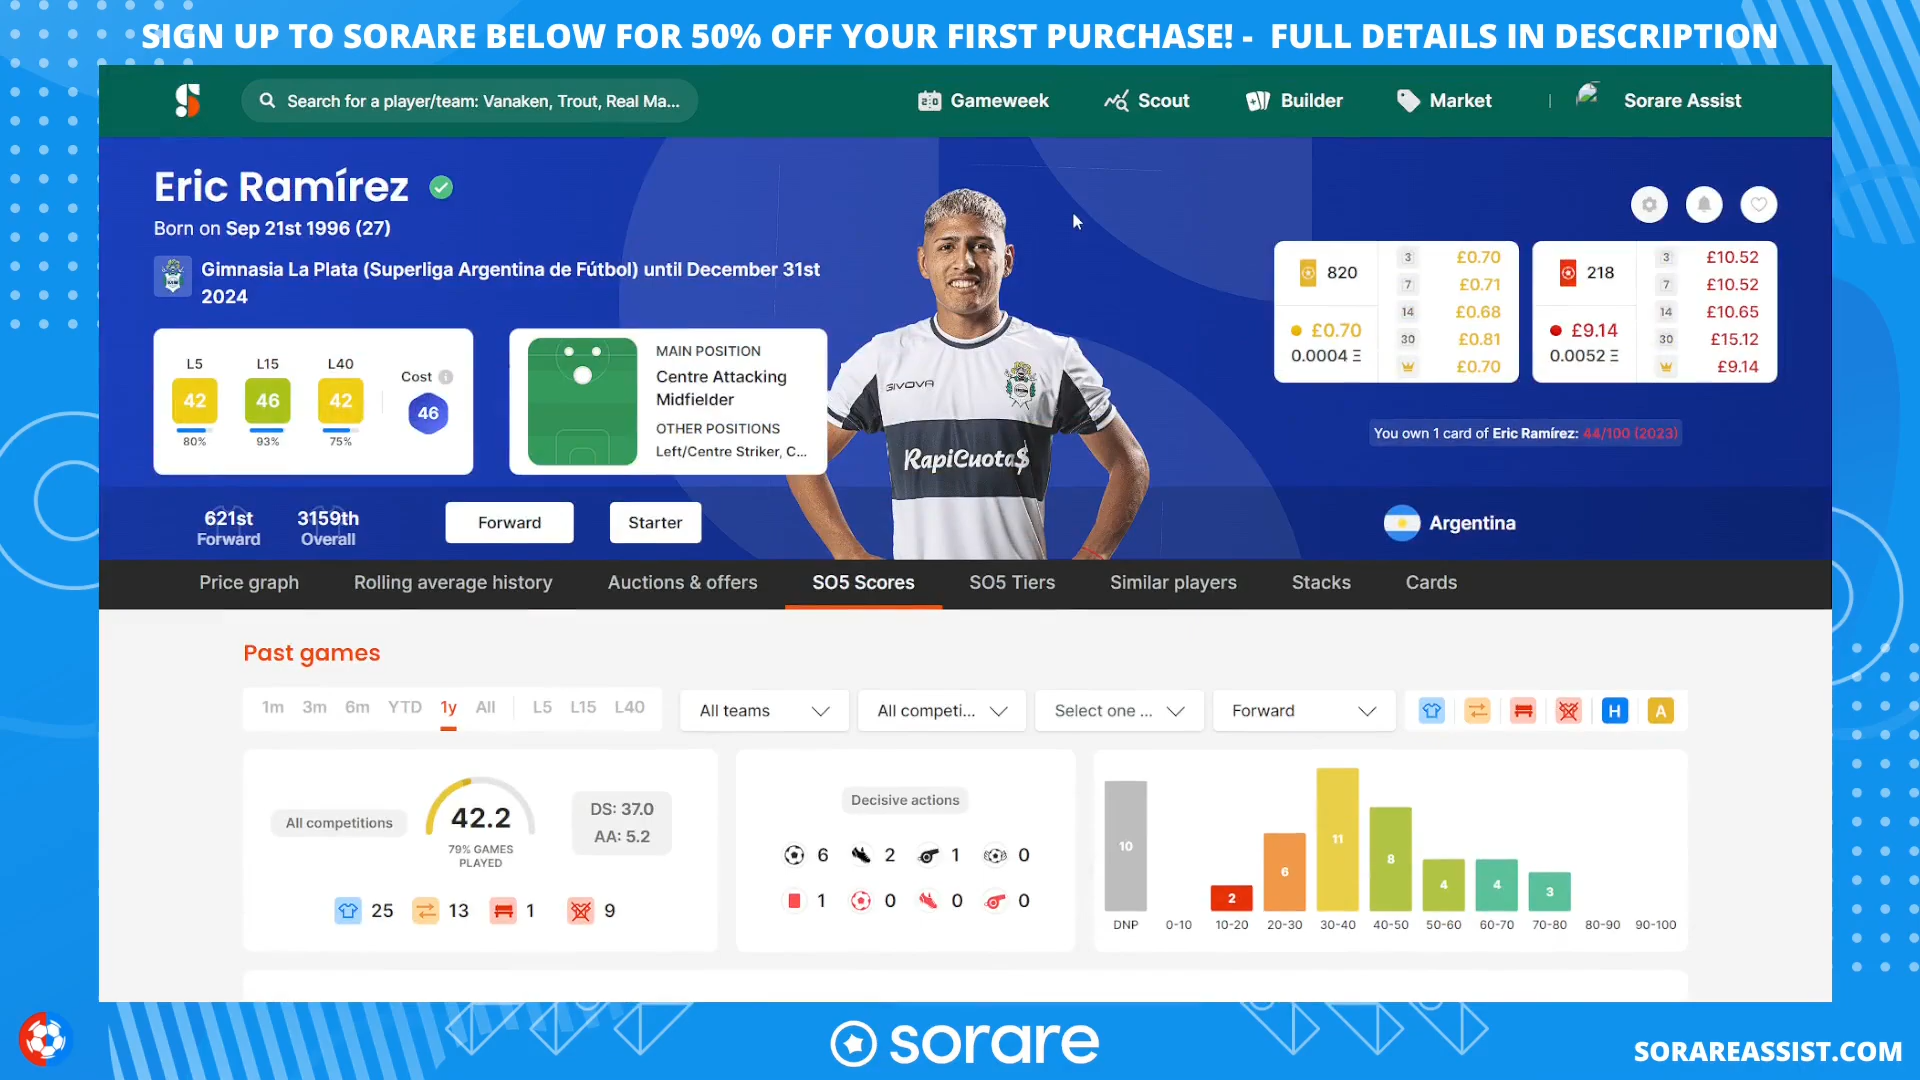 SIGN UP TO SORARE BELOW FOR 50% OFF YOUR FIRST PURCHASE! - FULL DETAILS IN DESCRIPTION
Search for a player/team: Vanaken, Trout, Real Ma...
Gameweek
Scout
Builder
Market
Sorare Assist
Eric Ramírez
Born on Sep 21st 1996 (27)
Gimnasia La Plata (Superliga Argentina de Fútbol) until December 31st
2024
L5 L15 L40
42 46 42
80% 93% 75%
Cost
46
MAIN POSITION
Centre Attacking
Midfielder
OTHER POSITIONS
Left/Centre Striker, C...
GIVOVA
RapiCuota$
820
£0.70
0.0004 Ξ
3 £0.70
7 £0.71
14 £0.68
30 £0.81
£0.70
218
£9.14
0.0052 Ξ
3 £10.52
7 £10.52
14 £10.65
30 £15.12
£9.14
You own 1 card of Eric Ramírez: 44/100 (2023)
621st
Forward
3159th
Overall
Forward
Starter
Argentina
Price graph
Rolling average history
Auctions & offers
SO5 Scores
SO5 Tiers
Similar players
Stacks
Cards
Past games
1m 3m 6m YTD 1y All L5 L15 L40
All teams
All competi...
Select one ...
Forward
H
A
All competitions
42.2
79% GAMES
PLAYED
DS: 37.0
AA: 5.2
25 13 1 9
Decisive actions
6 2 1 0
1 0 0 0
10 2 6 11 8 4 4 3
DNP 0-10 10-20 20-30 30-40 40-50 50-60 60-70 70-80 80-90 90-100
sorare
SORAREASSIST.COM